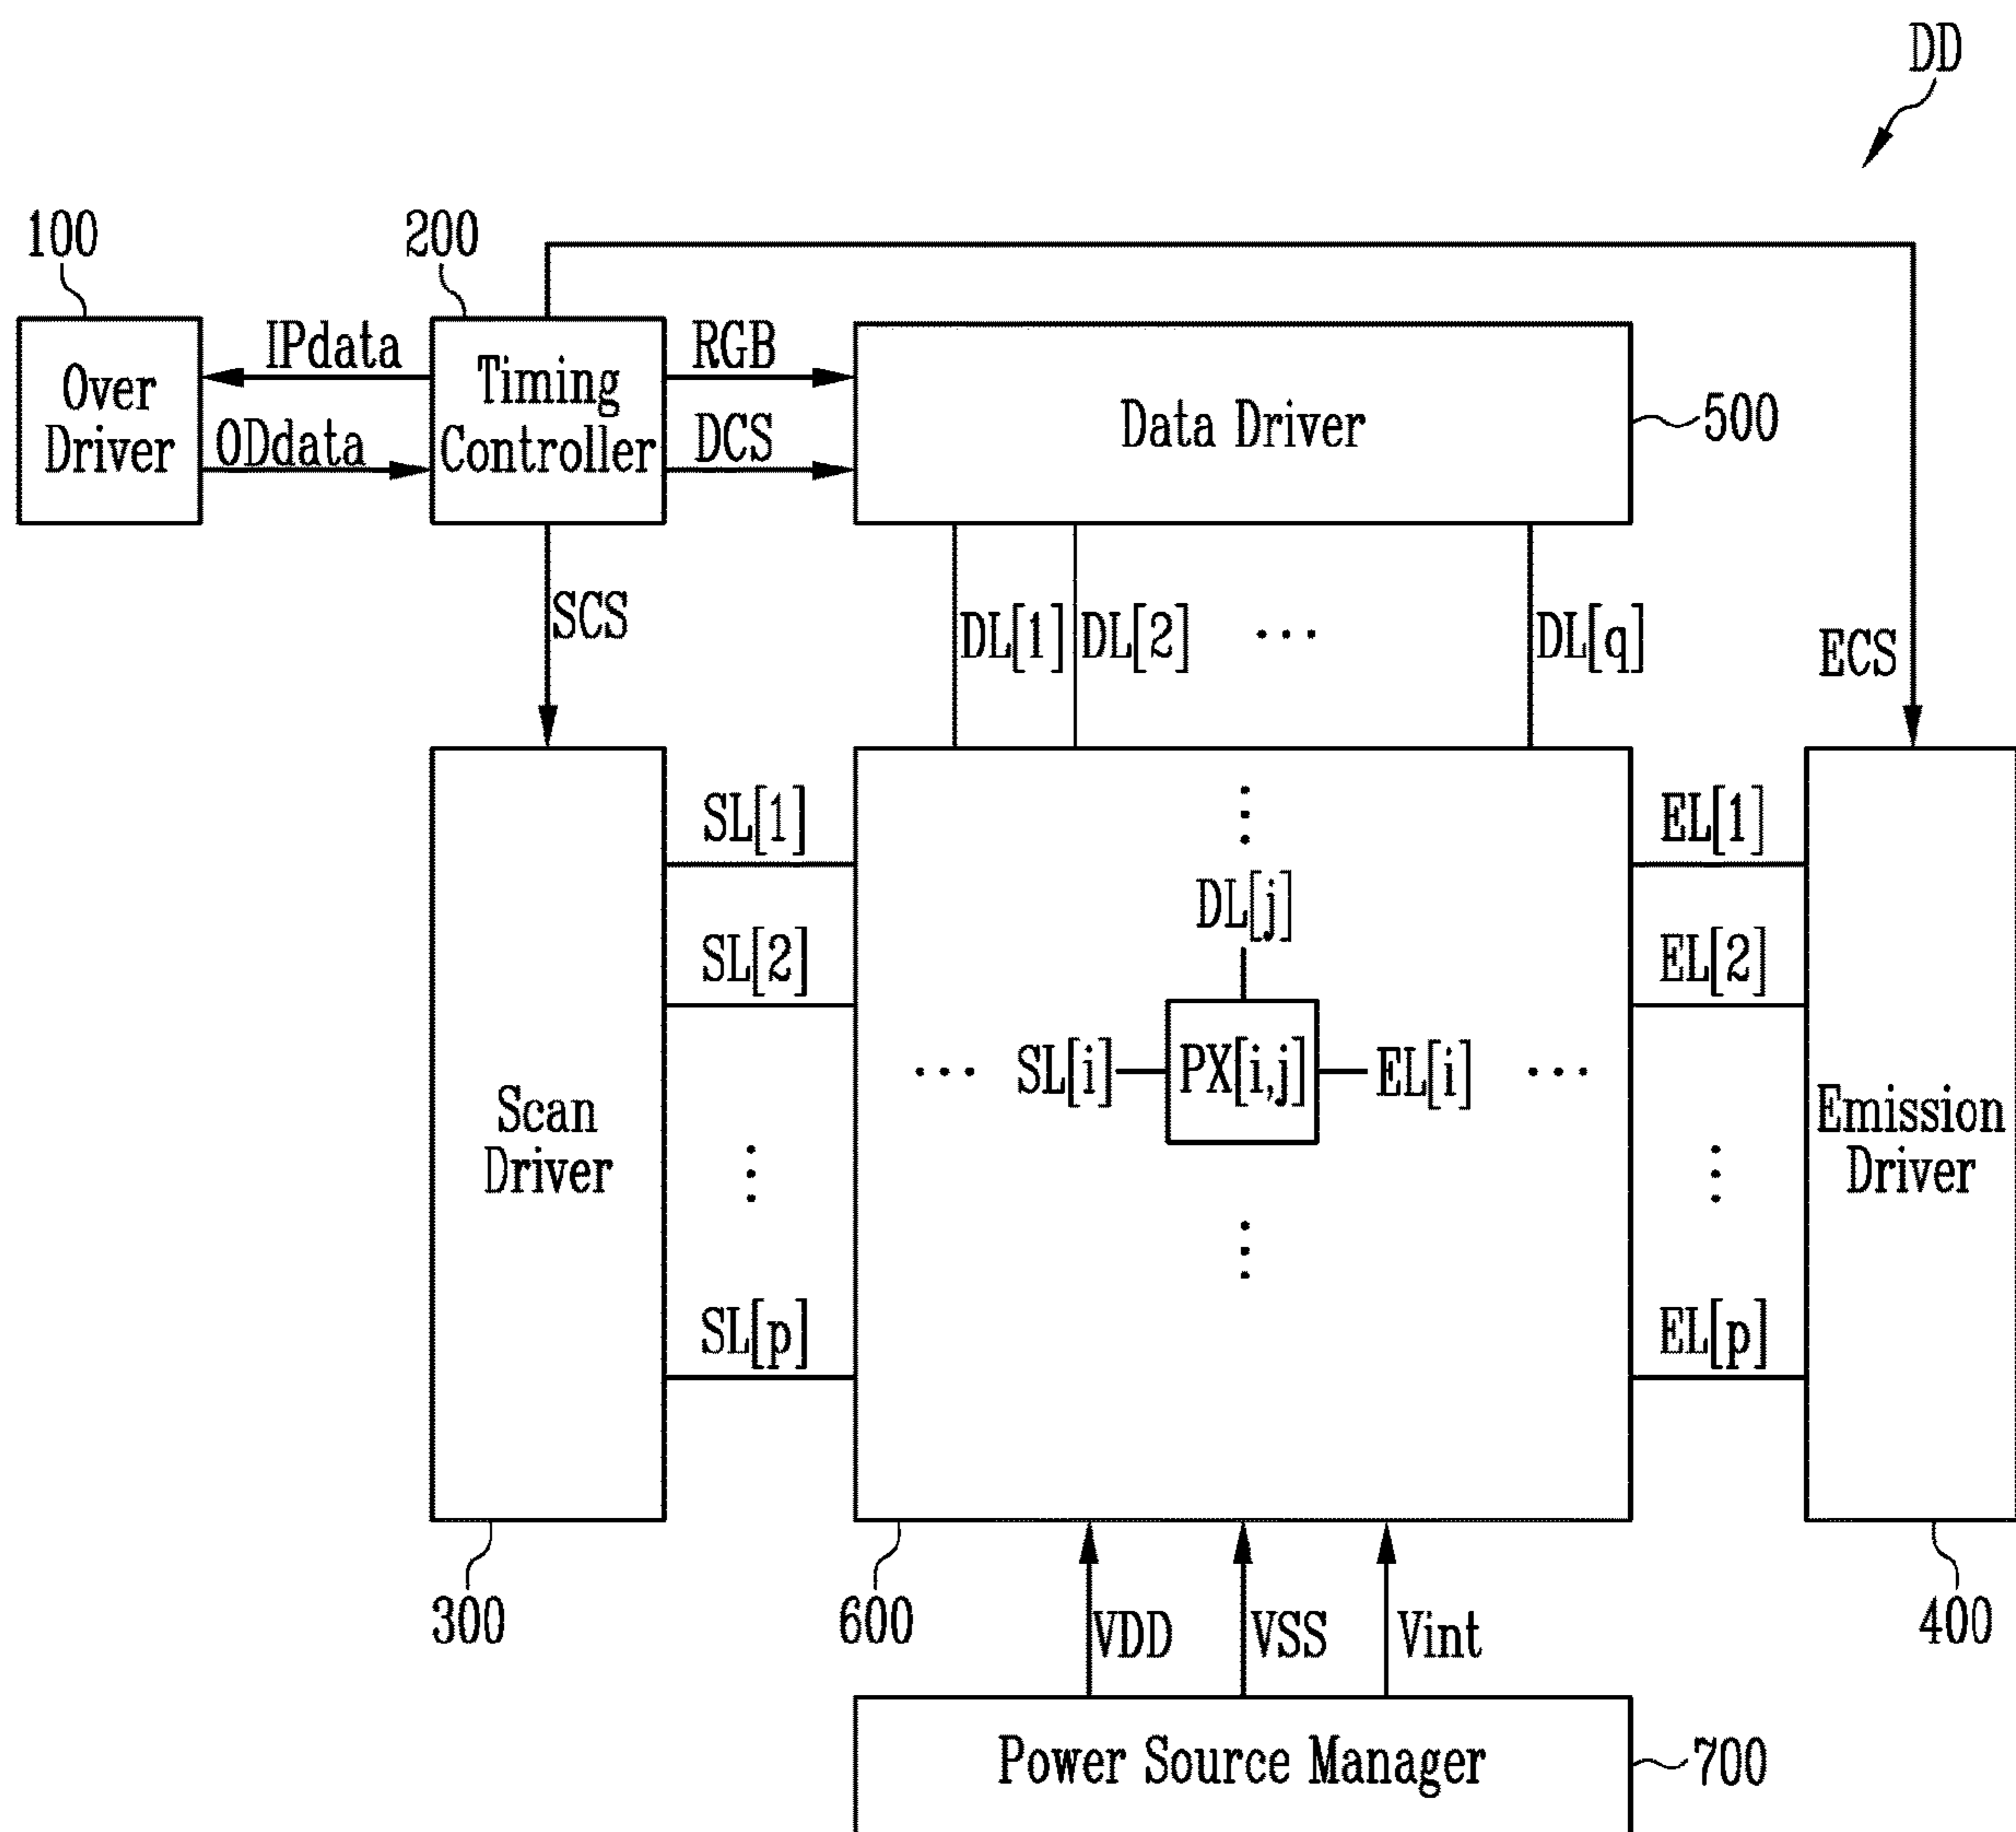 DD
100
200
IPdata
RGB
Over
Driver
Timing
Controller
Data Driver
500
ODdata
DCS
SCS
DL[1]
DL[2]
...
DL[q]
ECS
SL[1]
EL[1]
DL[j]
SL[2]
EL[2]
...
SL[i]
PX[i,j]
EL[i]
...
Scan
Driver
Emission
Driver
SL[p]
EL[p]
300
600
VDD
VSS
Vint
400
Power Source Manager
700